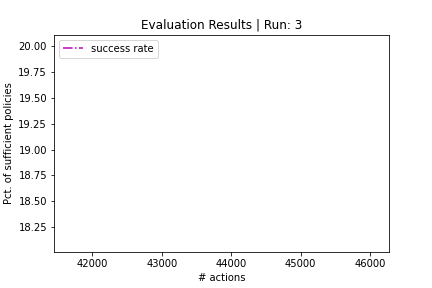 Evaluation Results | Run: 3
success rate
Pct. of sufficient policies
20.00
19.75
19.50
19.25
19.00
18.75
18.50
18.25
42000 43000 44000 45000 46000
# actions